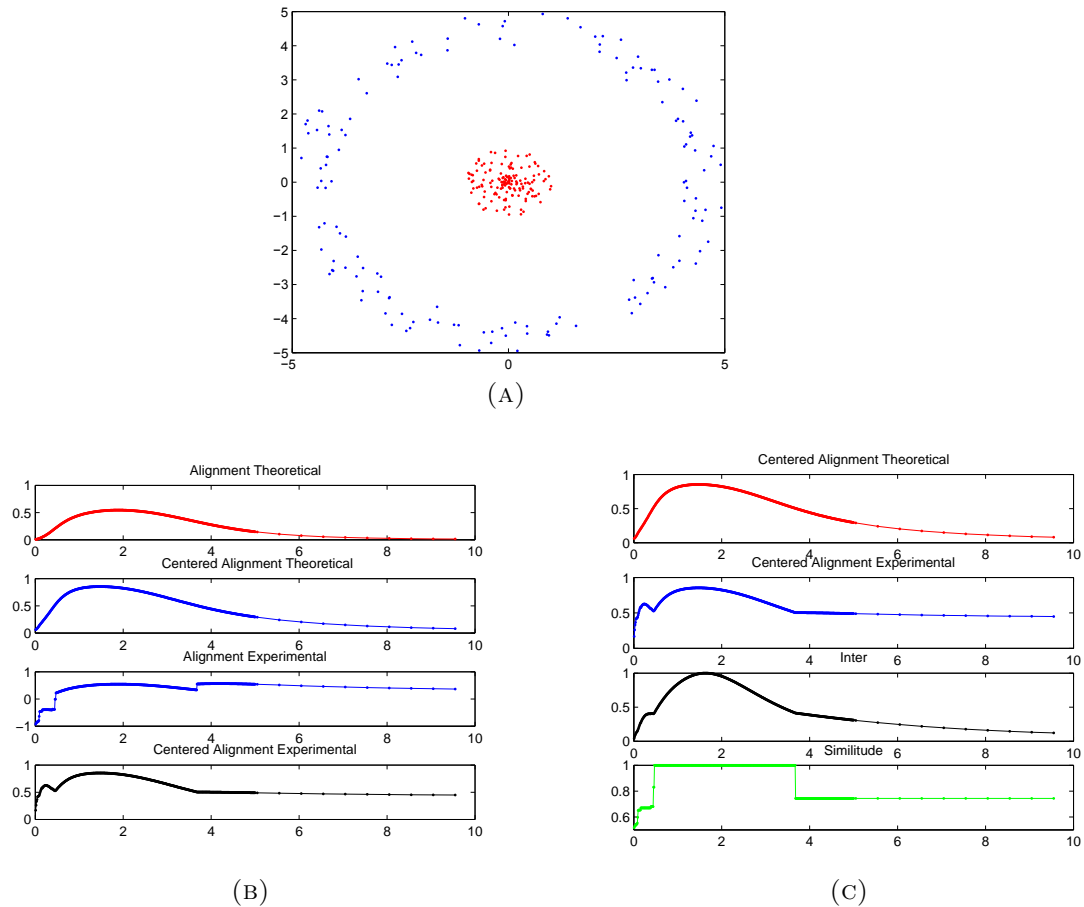 5
4
3
2
1
0
−1
−2
−3
−4
−5
−5 0 5
(A)
Alignment Theoretical
1
0.5
0
0 2 4 6 8 10
Centered Alignment Theoretical
1
0.5
0
0 2 4 6 8 10
Alignment Experimental
1
0
−1
0 2 4 6 8 10
Centered Alignment Experimental
1
0.5
0
0 2 4 6 8 10
(B)
Centered Alignment Theoretical
1
0.5
0
0 2 4 6 8 10
Centered Alignment Experimental
1
0.5
0
0 2 4 6 8 10
Inter
1
0.5
0
0 2 4 6 8 10
Similitude
1
0.8
0.6
0 2 4 6 8 10
(C)